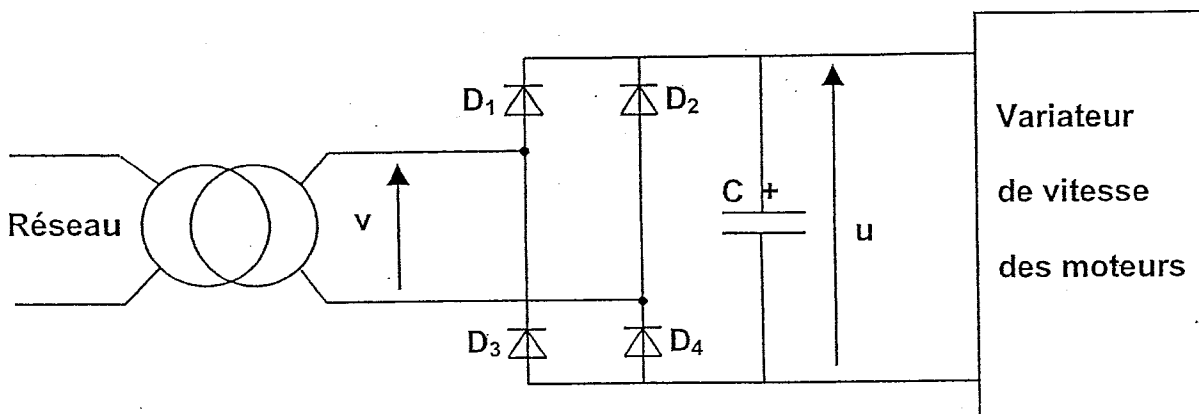 D₁
D₂
Variateur
C +
de vitesse
Réseau
v
u
des moteurs
D₃
D₄